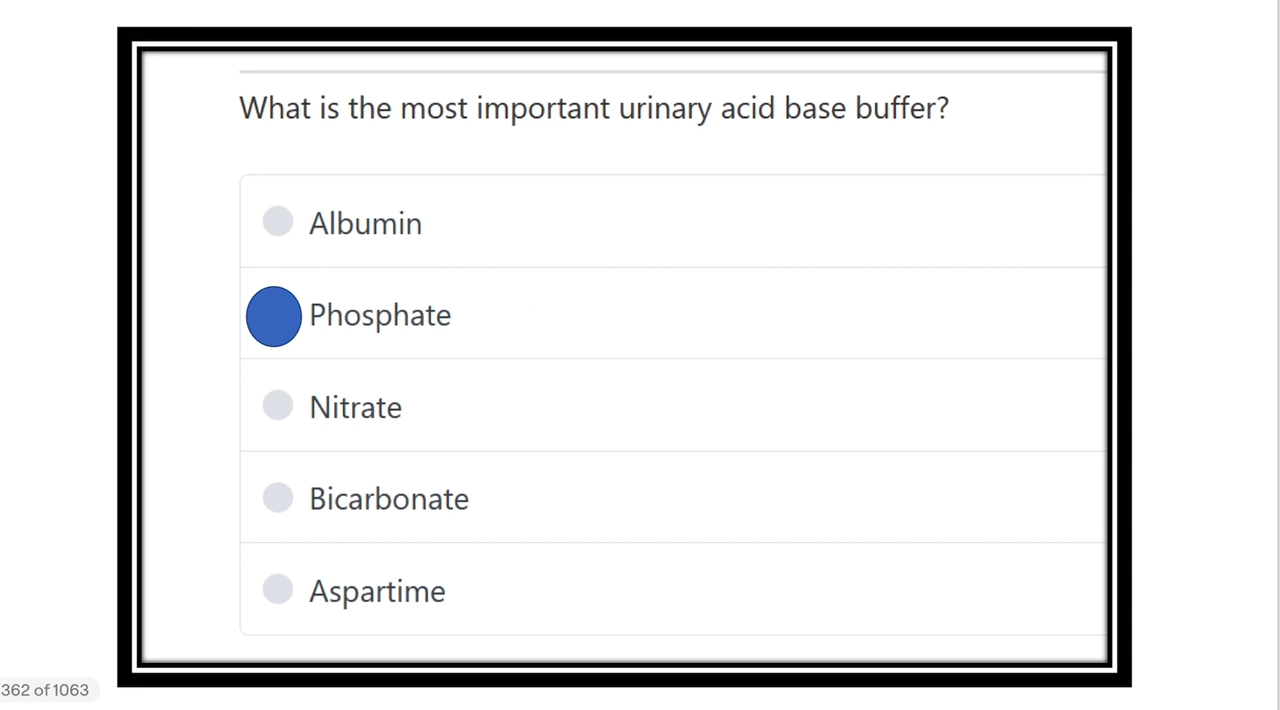 What is the most important urinary acid base buffer?
Albumin
Phosphate
Nitrate
Bicarbonate
Aspartime
362 of 1063